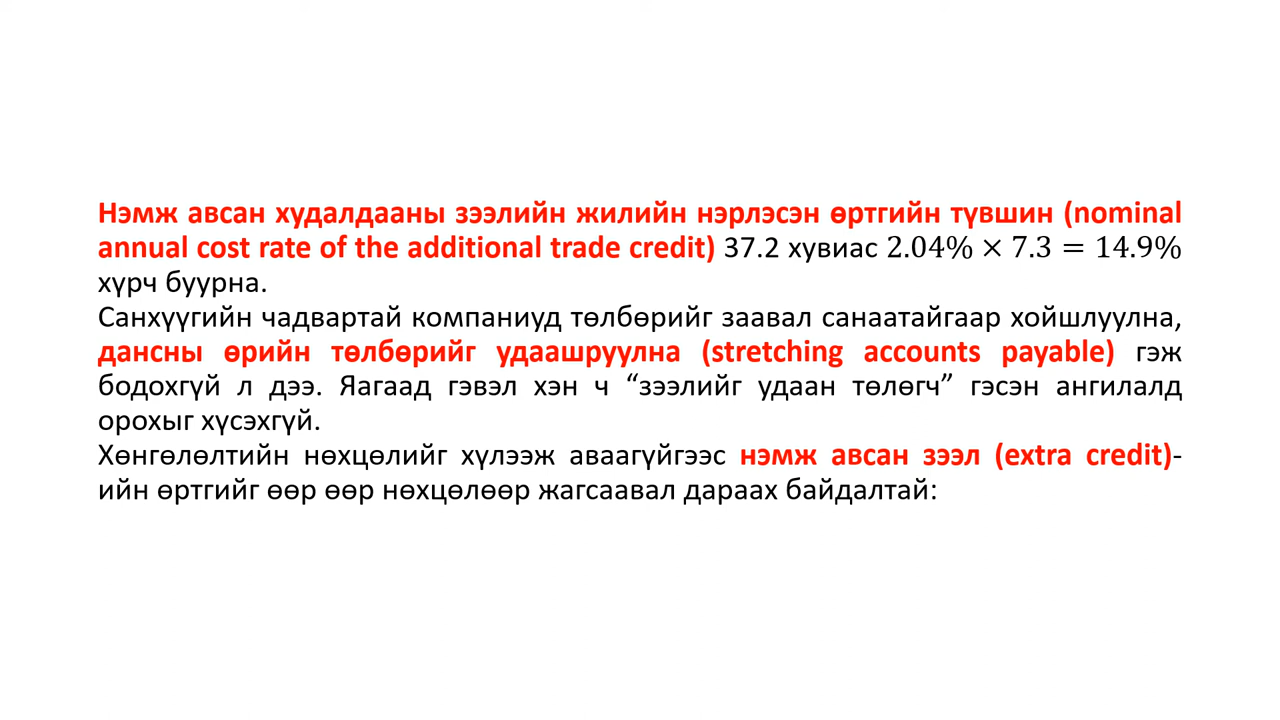 Нэмж авсан худалдааны зээлийн жилийн нэрлэсэн өртгийн түвшин (nominal
annual cost rate of the additional trade credit) 37.2 хувиас 2.04% × 7.3 = 14.9%
хүрч буурна.
Санхүүгийн чадвартай компаниуд төлбөрийг заавал санаатайгаар хойшлуулна,
дансны өрийн төлбөрийг удаашруулна (stretching accounts payable) гэж
бодохгүй л дээ. Яагаад гэвэл хэн ч “зээлийг удаан төлөгч” гэсэн ангилалд
орохыг хүсэхгүй.
Хөнгөлөлтийн нөхцөлийг хүлээж аваагүйгээс нэмж авсан зээл (extra credit)-
ийн өртгийг өөр өөр нөхцөлөөр жагсаавал дараах байдалтай: